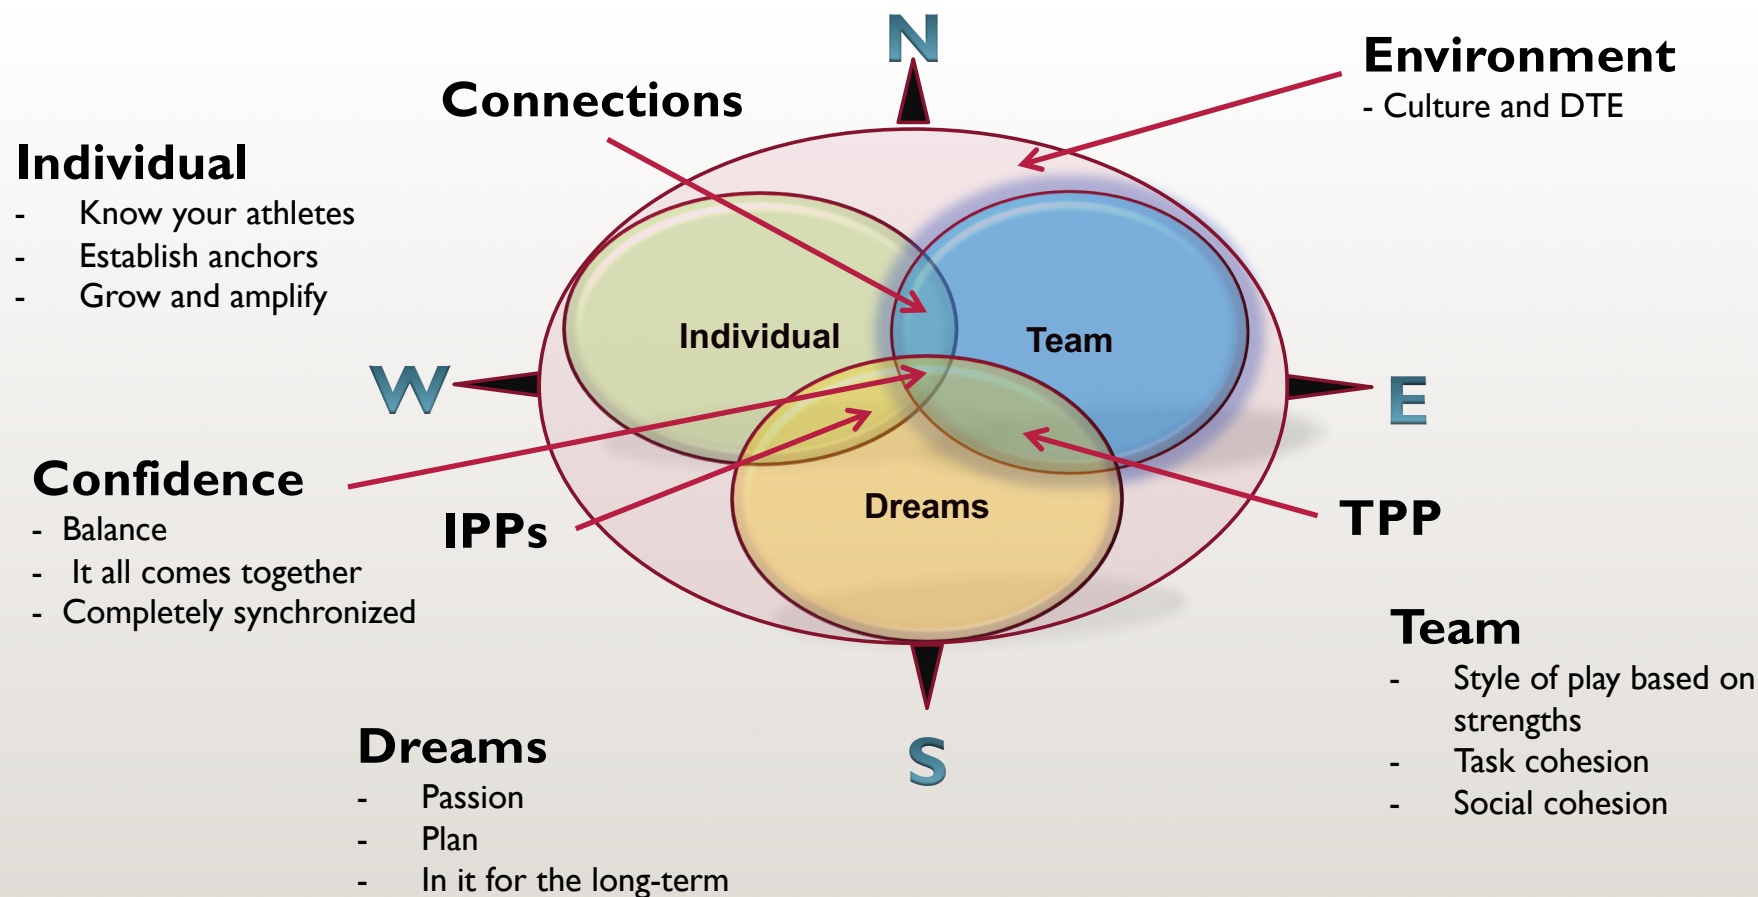 N
Environment
- Culture and DTE
Connections
Individual
- Know your athletes
- Establish anchors
- Grow and amplify
Individual
Team
W
E
Confidence
- Balance
- It all comes together
- Completely synchronized
IPPs
Dreams
TPP
Team
- Style of play based on
strengths
- Task cohesion
- Social cohesion
S
Dreams
- Passion
- Plan
- In it for the long-term